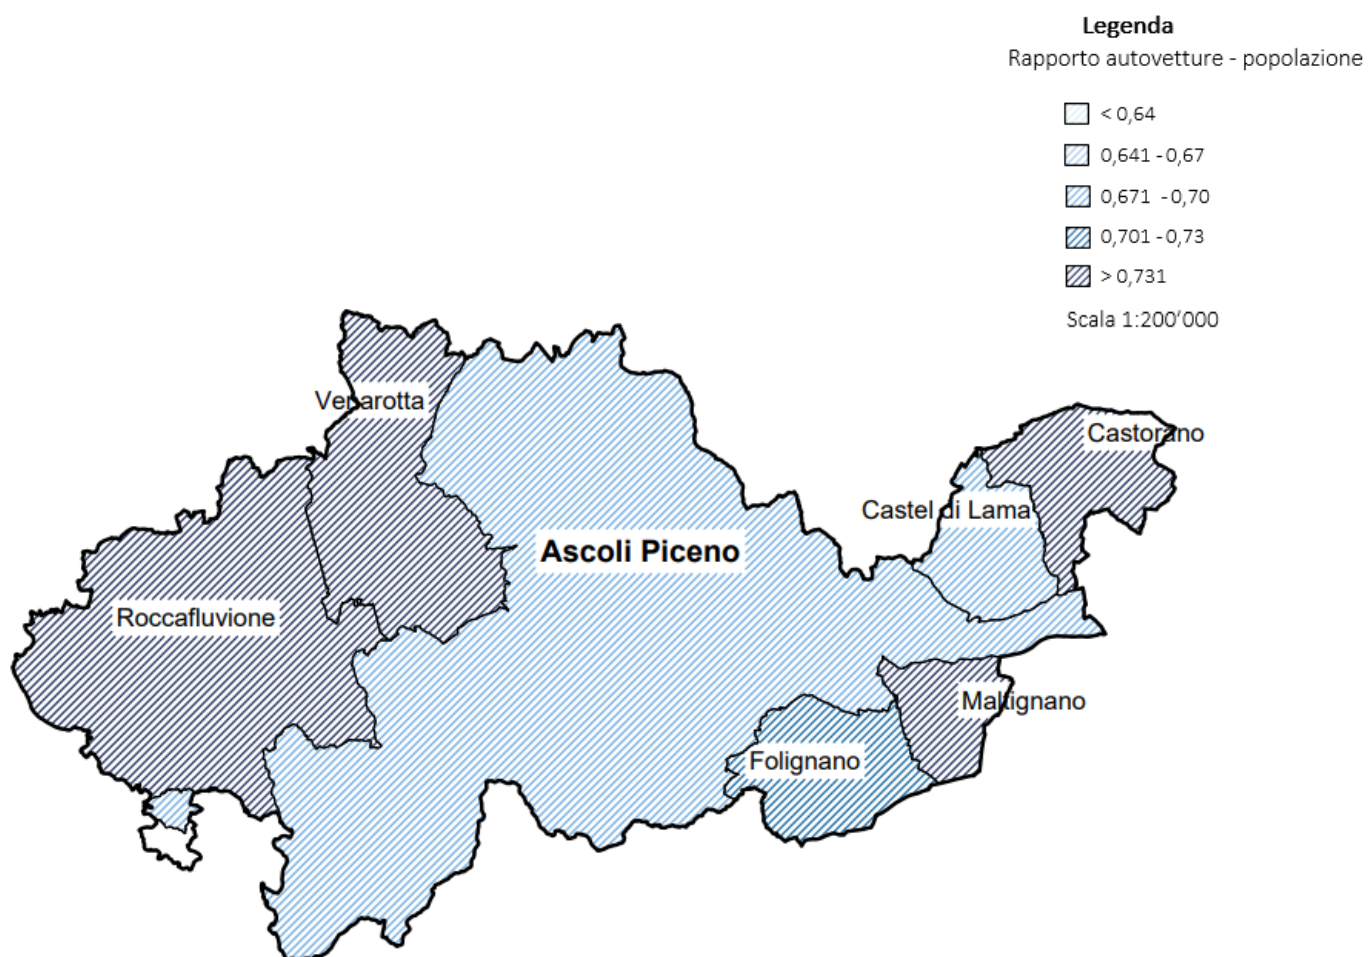 Legenda
Rapporto autovetture - popolazione
< 0,64
0,641 - 0,67
0,671 - 0,70
0,701 - 0,73
> 0,731
Scala 1:200'000
Venarotta
Castorano
Castel di Lama
Ascoli Piceno
Roccafluvione
Maltignano
Folignano